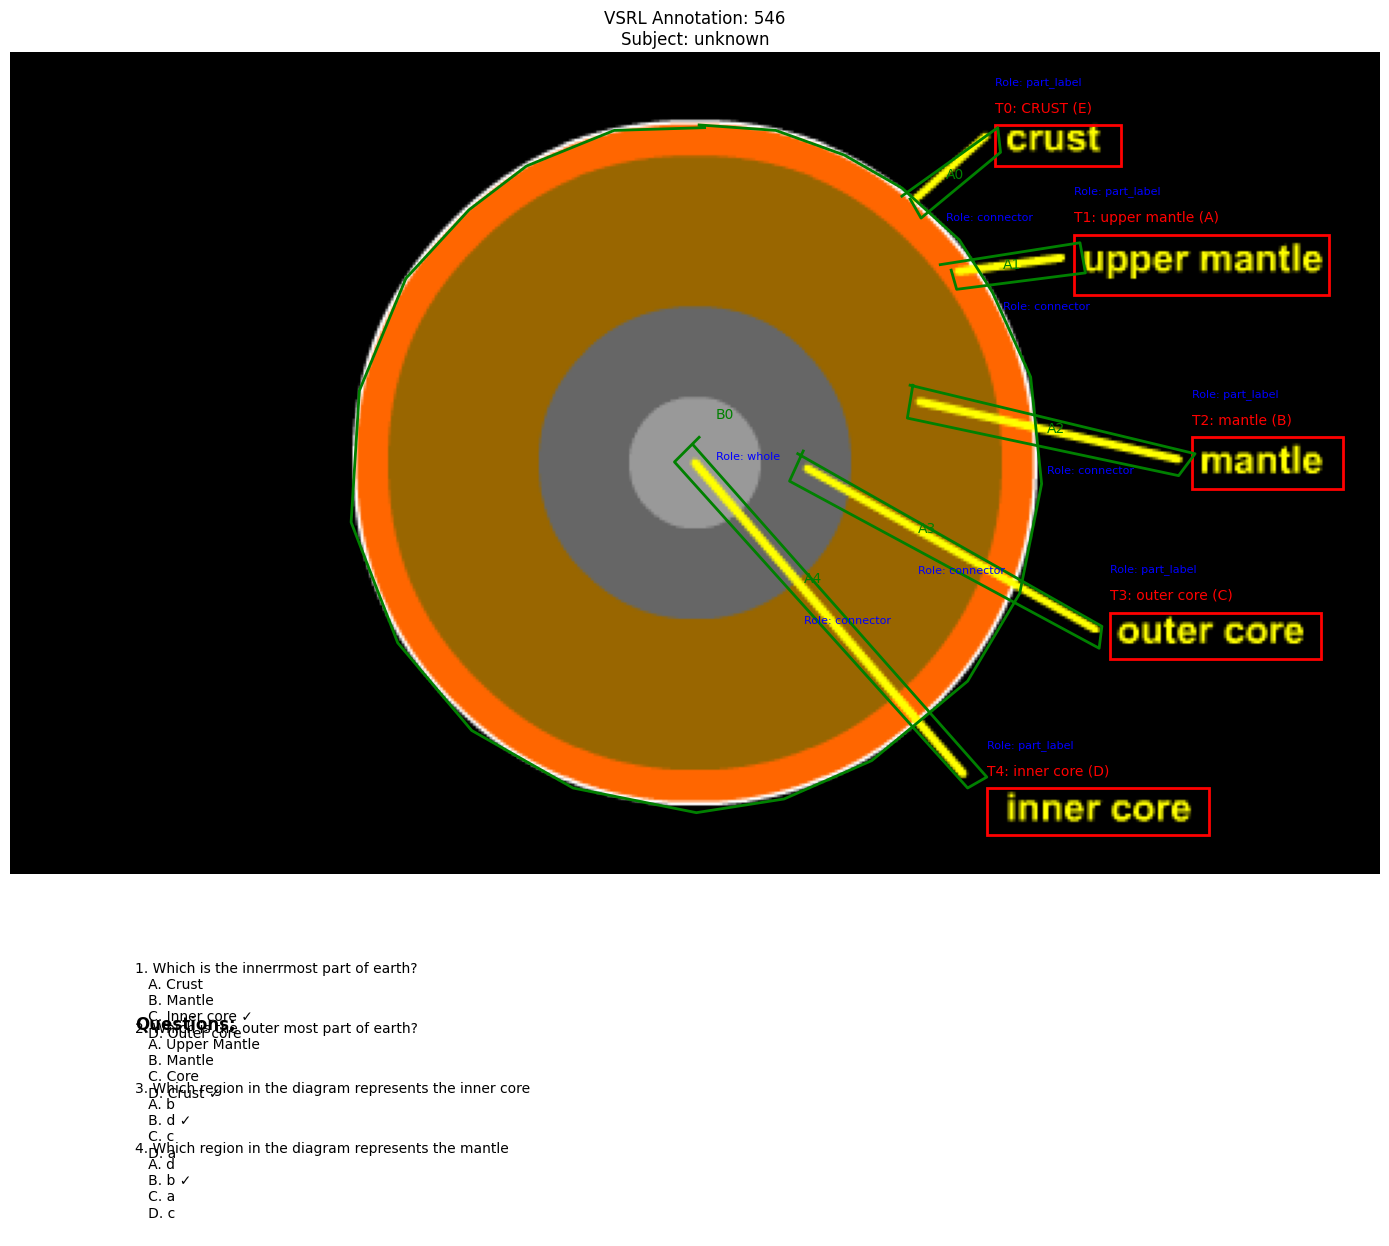 VSRL Annotation: 546
Subject: unknown
Role: part_label
T0: CRUST (E)
crust
A0
Role: connector
Role: part_label
T1: upper mantle (A)
upper mantle
A1
Role: connector
Role: part_label
T2: mantle (B)
mantle
A2
Role: connector
B0
Role: whole
A3
Role: connector
Role: part_label
T3: outer core (C)
outer core
A4
Role: connector
Role: part_label
T4: inner core (D)
inner core
1. Which is the innerrmost part of earth?
A. Crust
B. Mantle
C. Inner core ✓
D. Outer core
Questions:
2. Which is the outer most part of earth?
A. Upper Mantle
B. Mantle
C. Core
D. Crust ✓
3. Which region in the diagram represents the inner core
A. b
B. d ✓
C. c
D. a
4. Which region in the diagram represents the mantle
A. d
B. b ✓
C. a
D. c